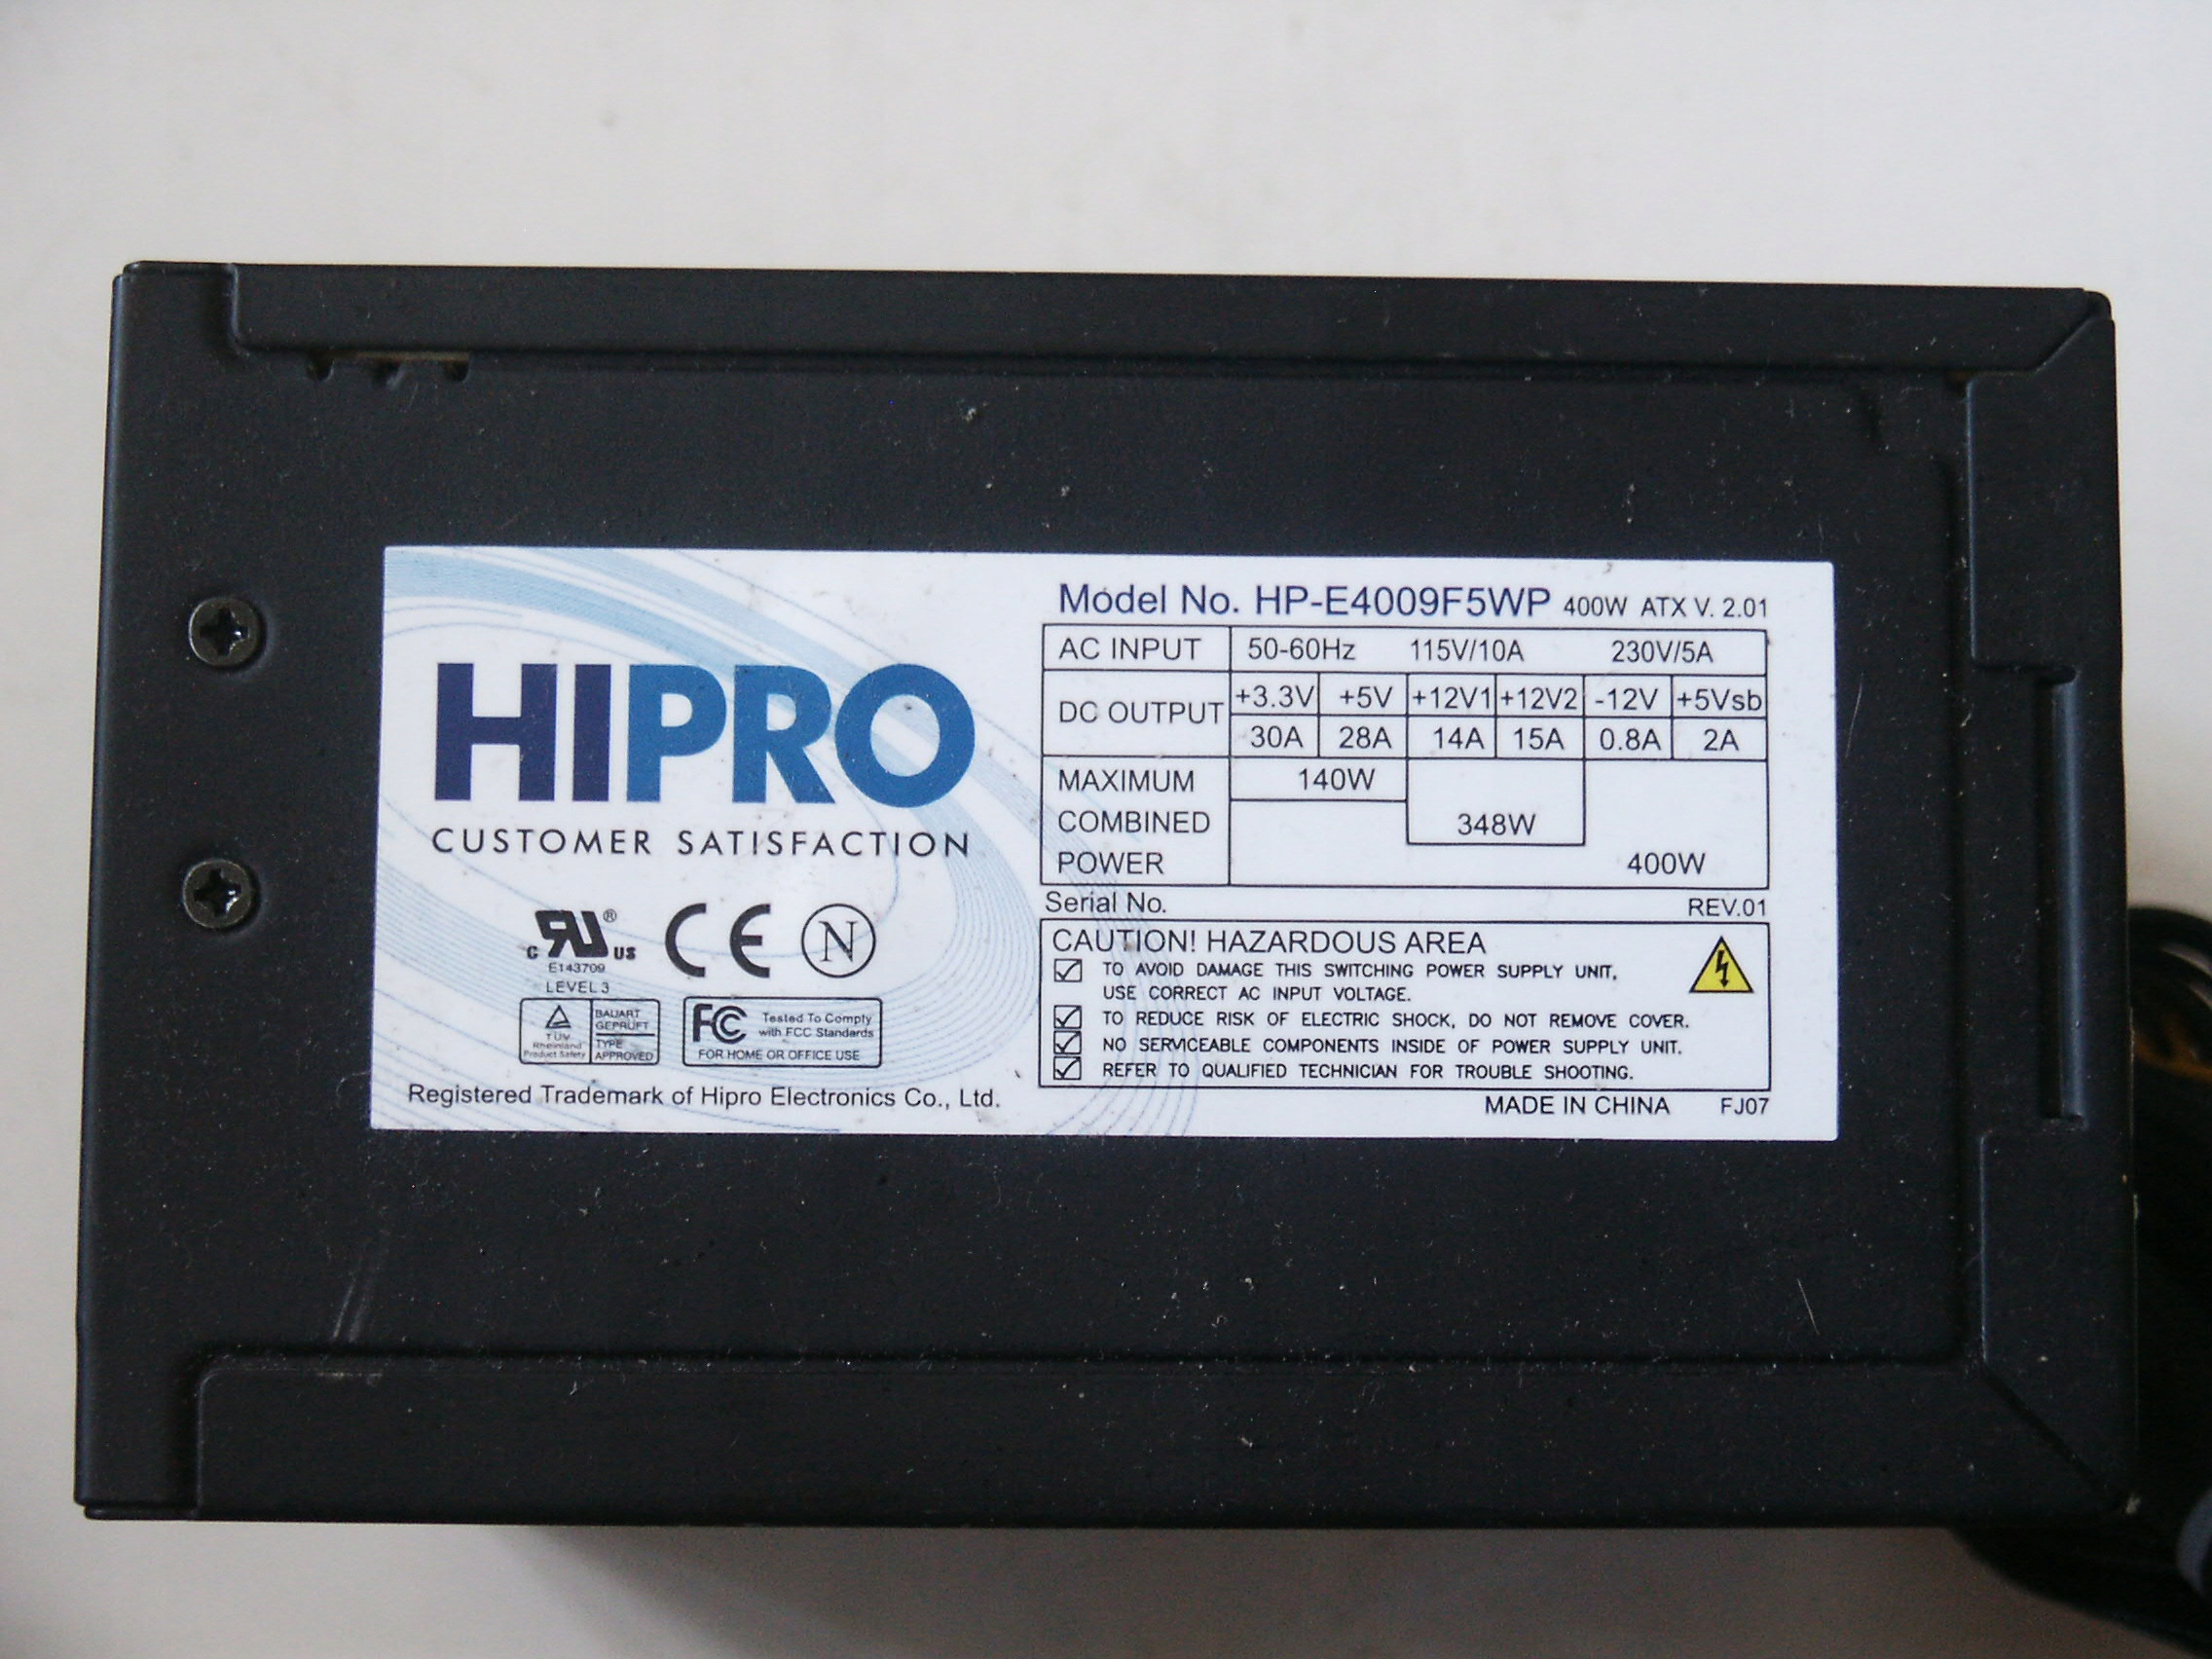 Model No. HP-E4009F5WP 400W ATX V. 2.01
AC INPUT 50-60Hz 115V/10A 230V/5A
DC OUTPUT +3.3V +5V +12V1 +12V2 -12V +5Vsb
30A 28A 14A 15A 0.8A 2A
MAXIMUM COMBINED POWER 140W
348W
400W
Serial No. REV.01
HIPRO
CUSTOMER SATISFACTION
c RU ® US
E143709
LEVEL 3
CE N
TÜV
Rheinland
Product Safety
BAUART
GEPRÜFT
TYPE
APPROVED
FC Tested To Comply
with FCC Standards
FOR HOME OR OFFICE USE
Registered Trademark of Hipro Electronics Co., Ltd.
CAUTION! HAZARDOUS AREA
TO AVOID DAMAGE THIS SWITCHING POWER SUPPLY UNIT,
USE CORRECT AC INPUT VOLTAGE.
TO REDUCE RISK OF ELECTRIC SHOCK, DO NOT REMOVE COVER.
NO SERVICEABLE COMPONENTS INSIDE OF POWER SUPPLY UNIT.
REFER TO QUALIFIED TECHNICIAN FOR TROUBLE SHOOTING.
MADE IN CHINA FJ07